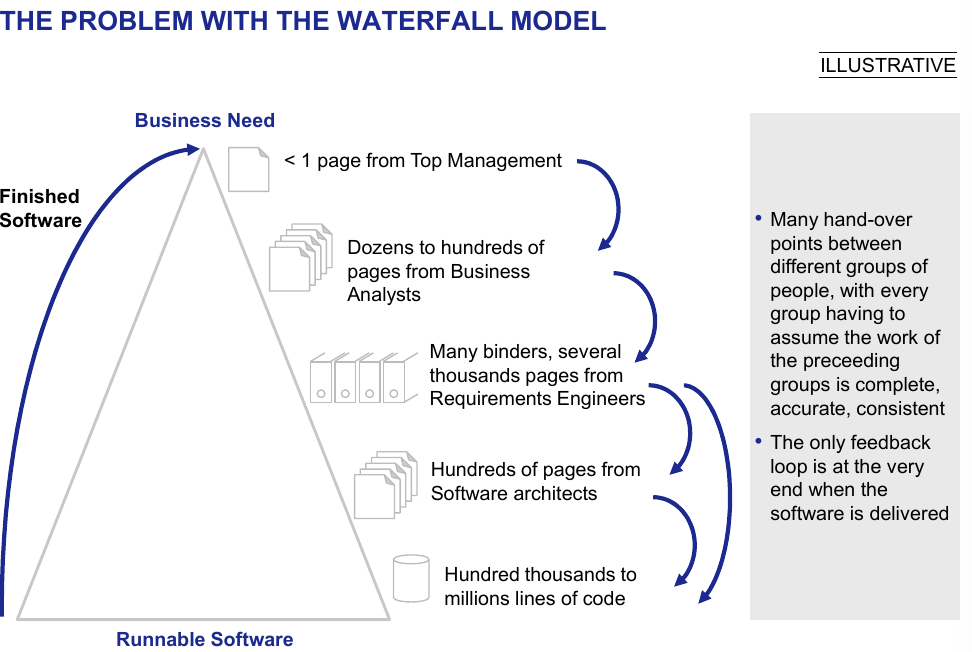 THE PROBLEM WITH THE WATERFALL MODEL
ILLUSTRATIVE
Business Need
< 1 page from Top Management
Finished
Software
Dozens to hundreds of
pages from Business
Analysts
Many binders, several
thousands pages from
Requirements Engineers
Hundreds of pages from
Software architects
Hundred thousands to
millions lines of code
Runnable Software
• Many hand-over
points between
different groups of
people, with every
group having to
assume the work of
the preceeding
groups is complete,
accurate, consistent
• The only feedback
loop is at the very
end when the
software is delivered